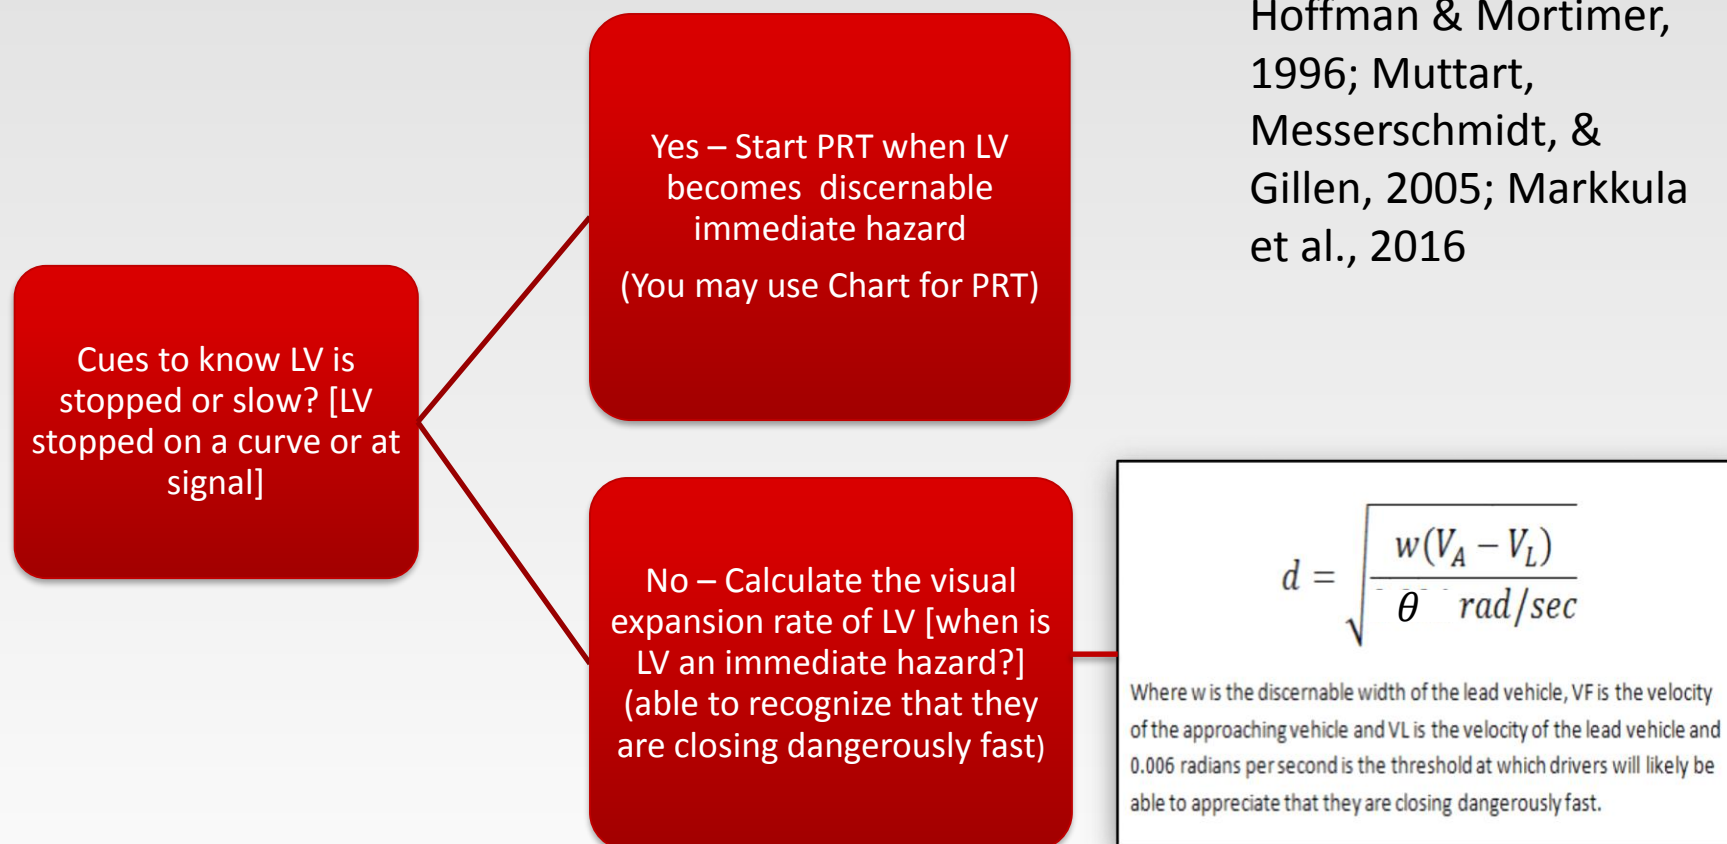 Hoffman & Mortimer,
1996; Muttart,
Messerschmidt, &
Gillen, 2005; Markkula
et al., 2016
Yes – Start PRT when LV
becomes discernable
immediate hazard
(You may use Chart for PRT)
Cues to know LV is
stopped or slow? [LV
stopped on a curve or at
signal]
No – Calculate the visual
expansion rate of LV [when is
LV an immediate hazard?]
(able to recognize that they
are closing dangerously fast)
d = √(w(V_A − V_L) / θ rad/sec)
Where w is the discernable width of the lead vehicle, VF is the velocity
of the approaching vehicle and VL is the velocity of the lead vehicle and
0.006 radians per second is the threshold at which drivers will likely be
able to appreciate that they are closing dangerously fast.